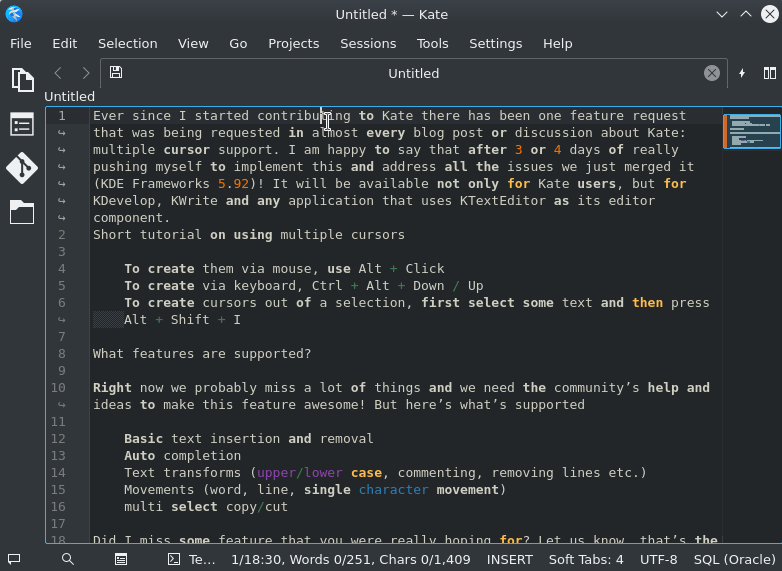 Untitled * — Kate
File Edit Selection View Go Projects Sessions Tools Settings Help
Untitled
Untitled
1 Ever since I started contributing to Kate there has been one feature request
that was being requested in almost every blog post or discussion about Kate:
multiple cursor support. I am happy to say that after 3 or 4 days of really
pushing myself to implement this and address all the issues we just merged it
(KDE Frameworks 5.92)! It will be available not only for Kate users, but for
KDevelop, KWrite and any application that uses KTextEditor as its editor
component.
2 Short tutorial on using multiple cursors
3
4 To create them via mouse, use Alt + Click
5 To create via keyboard, Ctrl + Alt + Down / Up
6 To create cursors out of a selection, first select some text and then press
Alt + Shift + I
7
8 What features are supported?
9
10 Right now we probably miss a lot of things and we need the community’s help and
ideas to make this feature awesome! But here’s what’s supported
11
12 Basic text insertion and removal
13 Auto completion
14 Text transforms (upper/lower case, commenting, removing lines etc.)
15 Movements (word, line, single character movement)
16 multi select copy/cut
17
18 Did I miss some feature that you were really hoping for? Let us know, that’s the
Te... 1/18:30, Words 0/251, Chars 0/1,409 INSERT Soft Tabs: 4 UTF-8 SQL (Oracle)